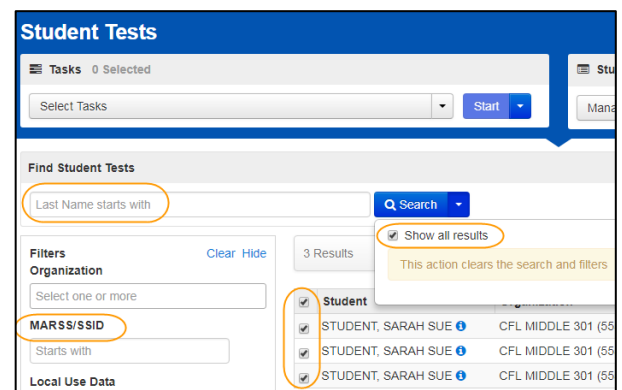 Student Tests
Tasks 0 Selected
Stu
Select Tasks
Start
Mana
Find Student Tests
Last Name starts with
Search
Show all results
This action clears the search and filters
Filters Clear Hide
3 Results
Organization
Select one or more
Student
MARSS/SSID
STUDENT, SARAH SUE CFL MIDDLE 301 (55
Starts with
STUDENT, SARAH SUE CFL MIDDLE 301 (55
Local Use Data
STUDENT, SARAH SUE CFL MIDDLE 301 (55